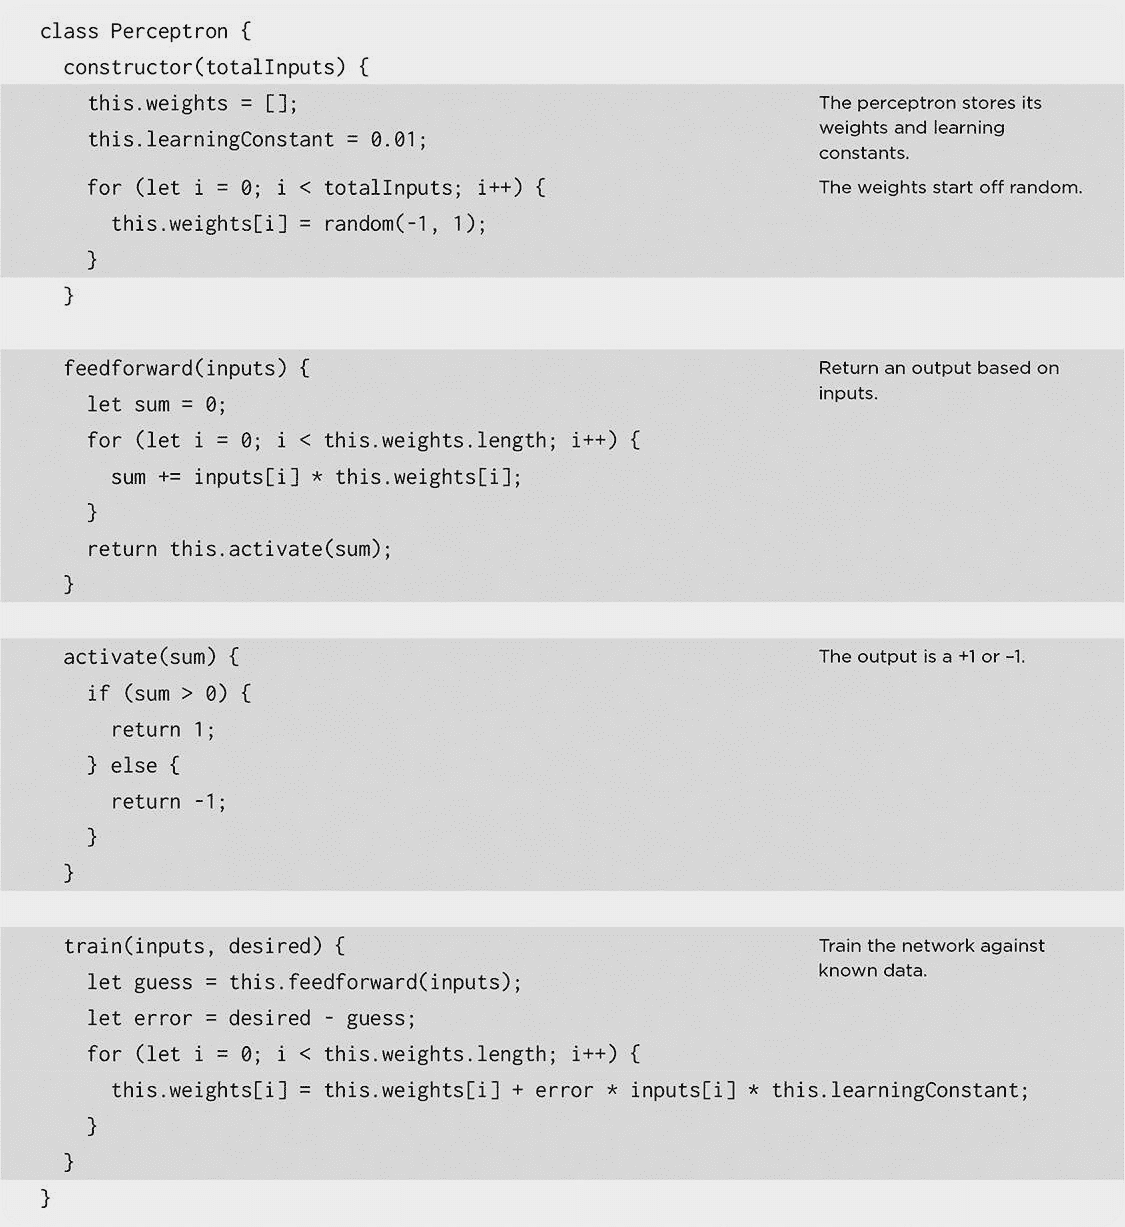 class Perceptron {
constructor(totalInputs) {
this.weights = [];
this.learningConstant = 0.01;
The perceptron stores its
weights and learning
constants.
for (let i = 0; i < totalInputs; i++) {
The weights start off random.
this.weights[i] = random(-1, 1);
}
}
feedforward(inputs) {
Return an output based on
inputs.
let sum = 0;
for (let i = 0; i < this.weights.length; i++) {
sum += inputs[i] * this.weights[i];
}
return this.activate(sum);
}
activate(sum) {
The output is a +1 or –1.
if (sum > 0) {
return 1;
} else {
return -1;
}
}
train(inputs, desired) {
Train the network against
known data.
let guess = this.feedforward(inputs);
let error = desired - guess;
for (let i = 0; i < this.weights.length; i++) {
this.weights[i] = this.weights[i] + error * inputs[i] * this.learningConstant;
}
}
}